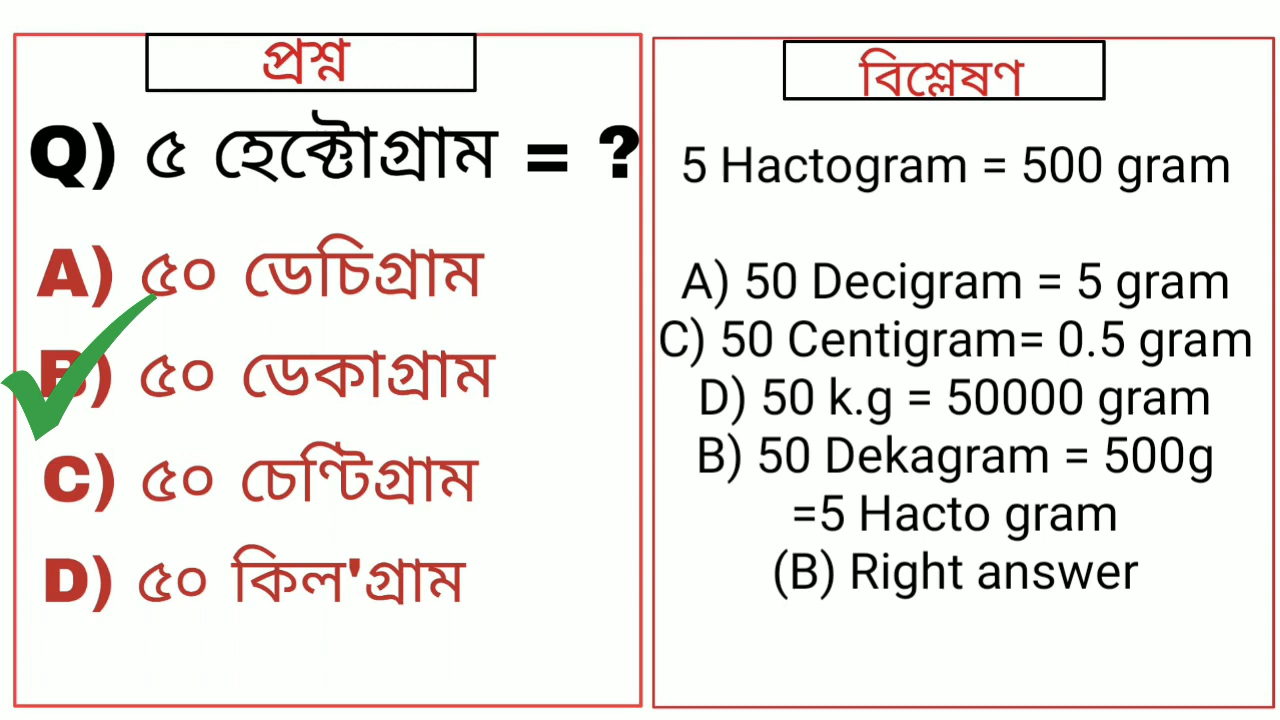 প্ৰশ্ন
Q) ৫ হেক্টোগ্ৰাম = ?
A) ৫০ ডেচিগ্ৰাম
B) ৫০ ডেকাগ্ৰাম
C) ৫০ চেণ্টিগ্ৰাম
D) ৫০ কিল'গ্ৰাম
বিশ্লেষণ
5 Hactogram = 500 gram
A) 50 Decigram = 5 gram
C) 50 Centigram= 0.5 gram
D) 50 k.g = 50000 gram
B) 50 Dekagram = 500g
=5 Hacto gram
(B) Right answer